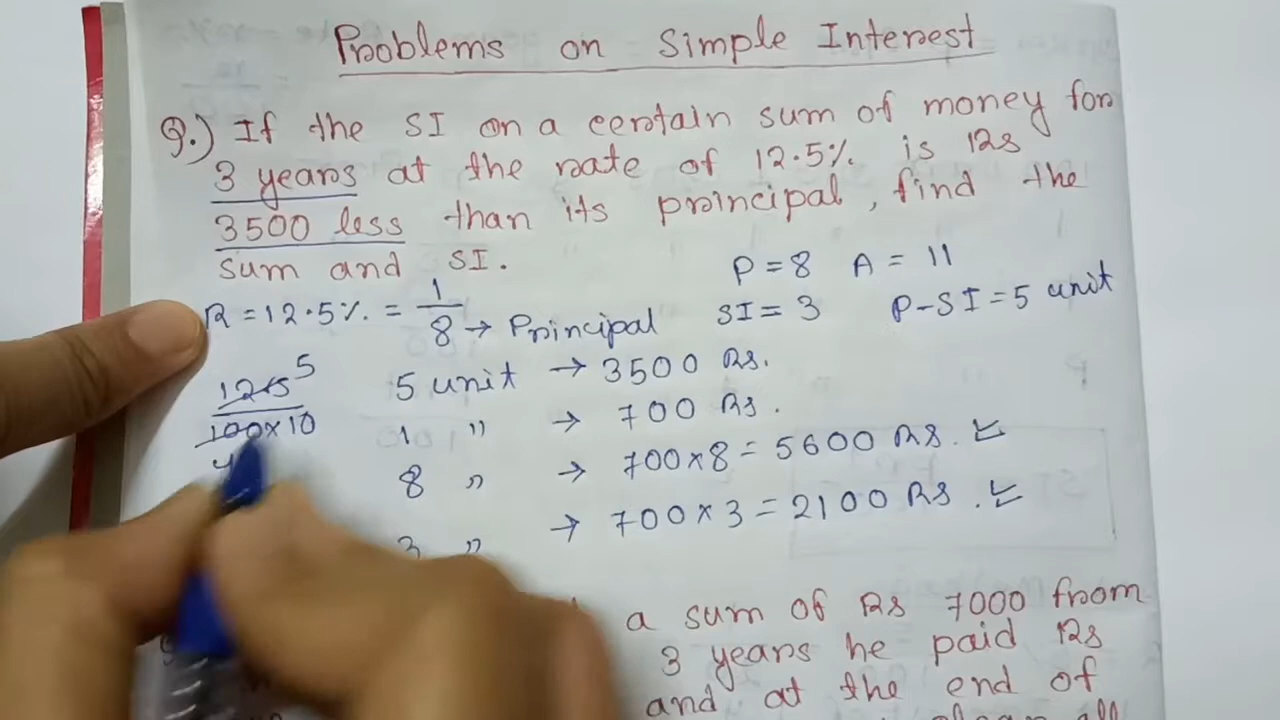 Problems on Simple Interest
Q.) If the SI on a certain sum of money for
3 years at the rate of 12.5% is Rs
3500 less than its principal, find the
sum and SI.
P = 8 A = 11
R = 12.5% = 1/8 → Principal SI = 3 P-SI = 5 unit
125 5
100×10
4
5 unit → 3500 Rs.
1 " → 700 Rs.
8 " → 700×8 = 5600 Rs.
3 " → 700×3 = 2100 Rs.
a sum of Rs 7000 from
3 years he paid Rs
and at the end of
all